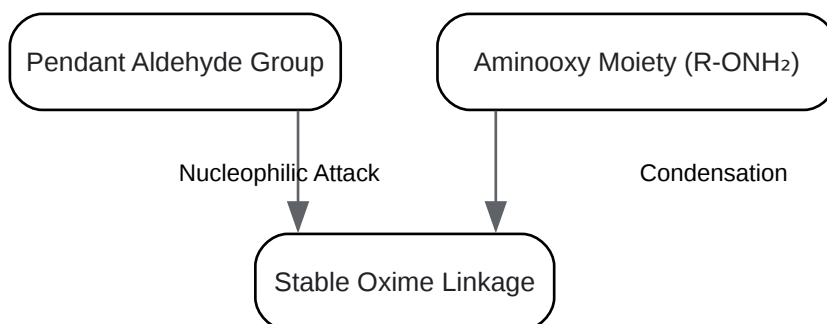 Pendant Aldehyde Group
Aminooxy Moiety (R-ONH₂)
Nucleophilic Attack
Condensation
Stable Oxime Linkage